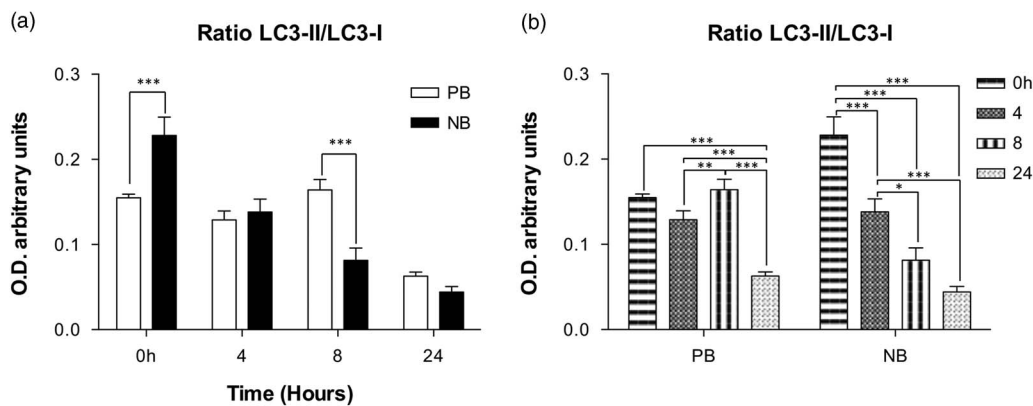 (a)
Ratio LC3-II/LC3-I
O.D. arbitrary units
0.3
0.2
0.1
0.0
***
***
PB
NB
0h
4
8
24
Time (Hours)
(b)
Ratio LC3-II/LC3-I
O.D. arbitrary units
0.3
0.2
0.1
0.0
***
***
**
***
***
***
***
***
*
PB
NB
0h
4
8
24